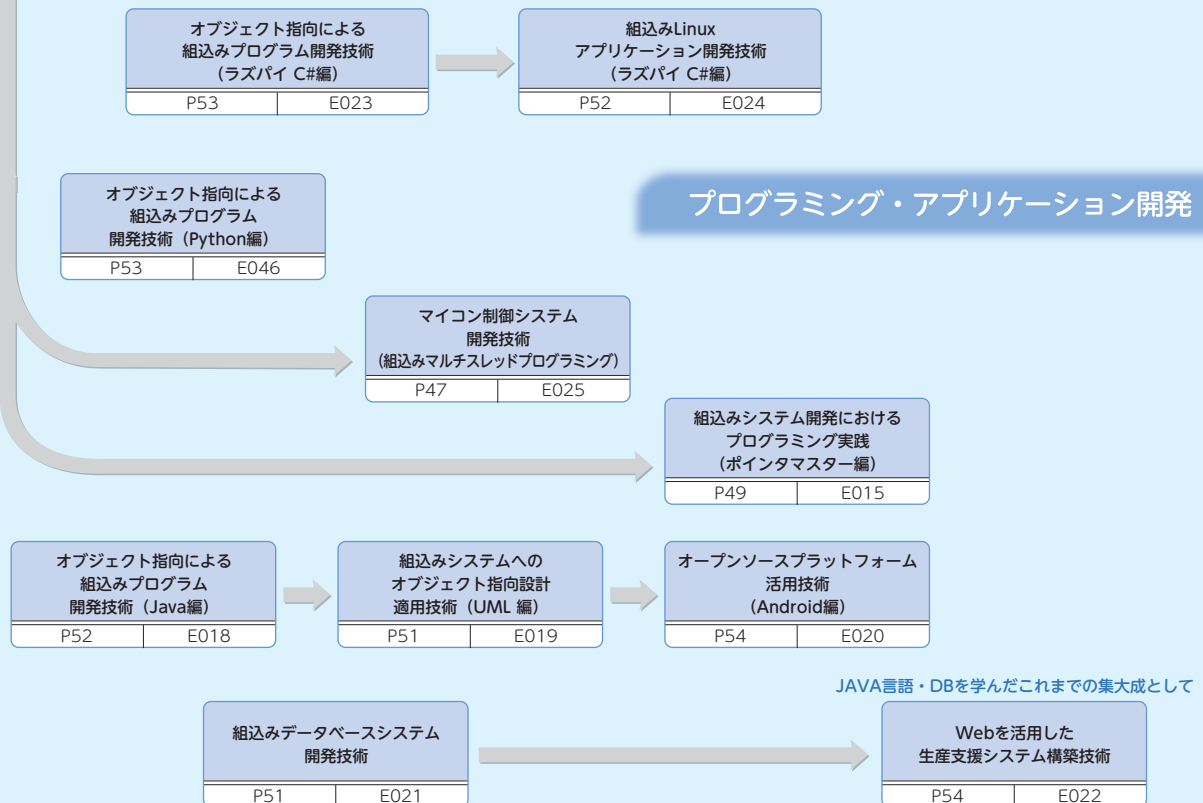 オブジェクト指向による
組込みプログラム開発技術
（ラズパイ C#編）
P53 E023
組込みLinux
アプリケーション開発技術
（ラズパイ C#編）
P52 E024
プログラミング・アプリケーション開発
オブジェクト指向による
組込みプログラム
開発技術（Python編）
P53 E046
マイコン制御システム
開発技術
（組込みマルチスレッドプログラミング）
P47 E025
組込みシステム開発における
プログラミング実践
（ポインタマスター編）
P49 E015
オブジェクト指向による
組込みプログラム
開発技術（Java編）
P52 E018
組込みシステムへの
オブジェクト指向設計
適用技術（UML 編）
P51 E019
オープンソースプラットフォーム
活用技術
（Android編）
P54 E020
JAVA言語・DBを学んだこれまでの集大成として
組込みデータベースシステム
開発技術
P51 E021
Webを活用した
生産支援システム構築技術
P54 E022